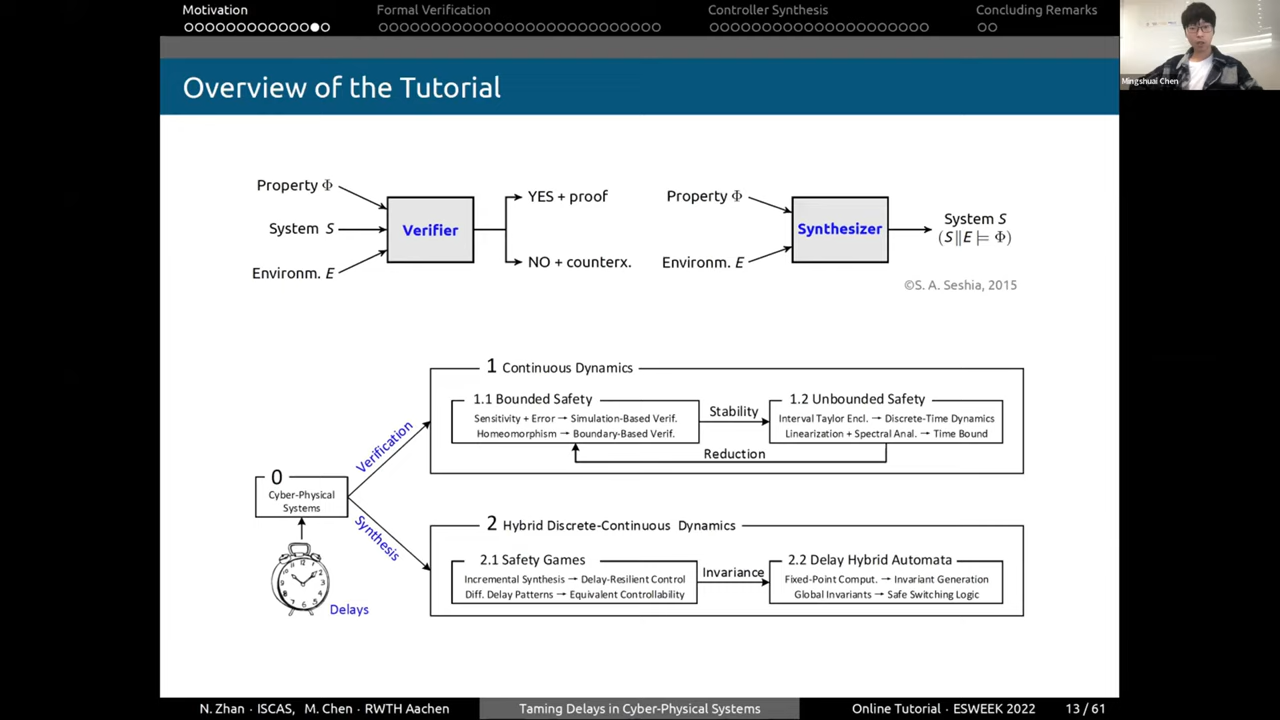 Motivation
Formal Verification
Controller Synthesis
Concluding Remarks
Mingshuai Chen
Overview of the Tutorial
Property Φ
System S
Environm. E
Verifier
YES + proof
NO + counterx.
Property Φ
Environm. E
Synthesizer
System S
(S‖E ⊨ Φ)
©S. A. Seshia, 2015
1 Continuous Dynamics
1.1 Bounded Safety
Sensitivity + Error → Simulation-Based Verif.
Homeomorphism → Boundary-Based Verif.
Stability
1.2 Unbounded Safety
Interval Taylor Encl. → Discrete-Time Dynamics
Linearization + Spectral Anal. → Time Bound
Reduction
Verification
0
Cyber-Physical
Systems
Synthesis
Delays
2 Hybrid Discrete-Continuous Dynamics
2.1 Safety Games
Incremental Synthesis → Delay-Resilient Control
Diff. Delay Patterns → Equivalent Controllability
Invariance
2.2 Delay Hybrid Automata
Fixed-Point Comput. → Invariant Generation
Global Invariants → Safe Switching Logic
N. Zhan - ISCAS, M. Chen - RWTH Aachen
Taming Delays in Cyber-Physical Systems
Online Tutorial - ESWEEK 2022
13 / 61